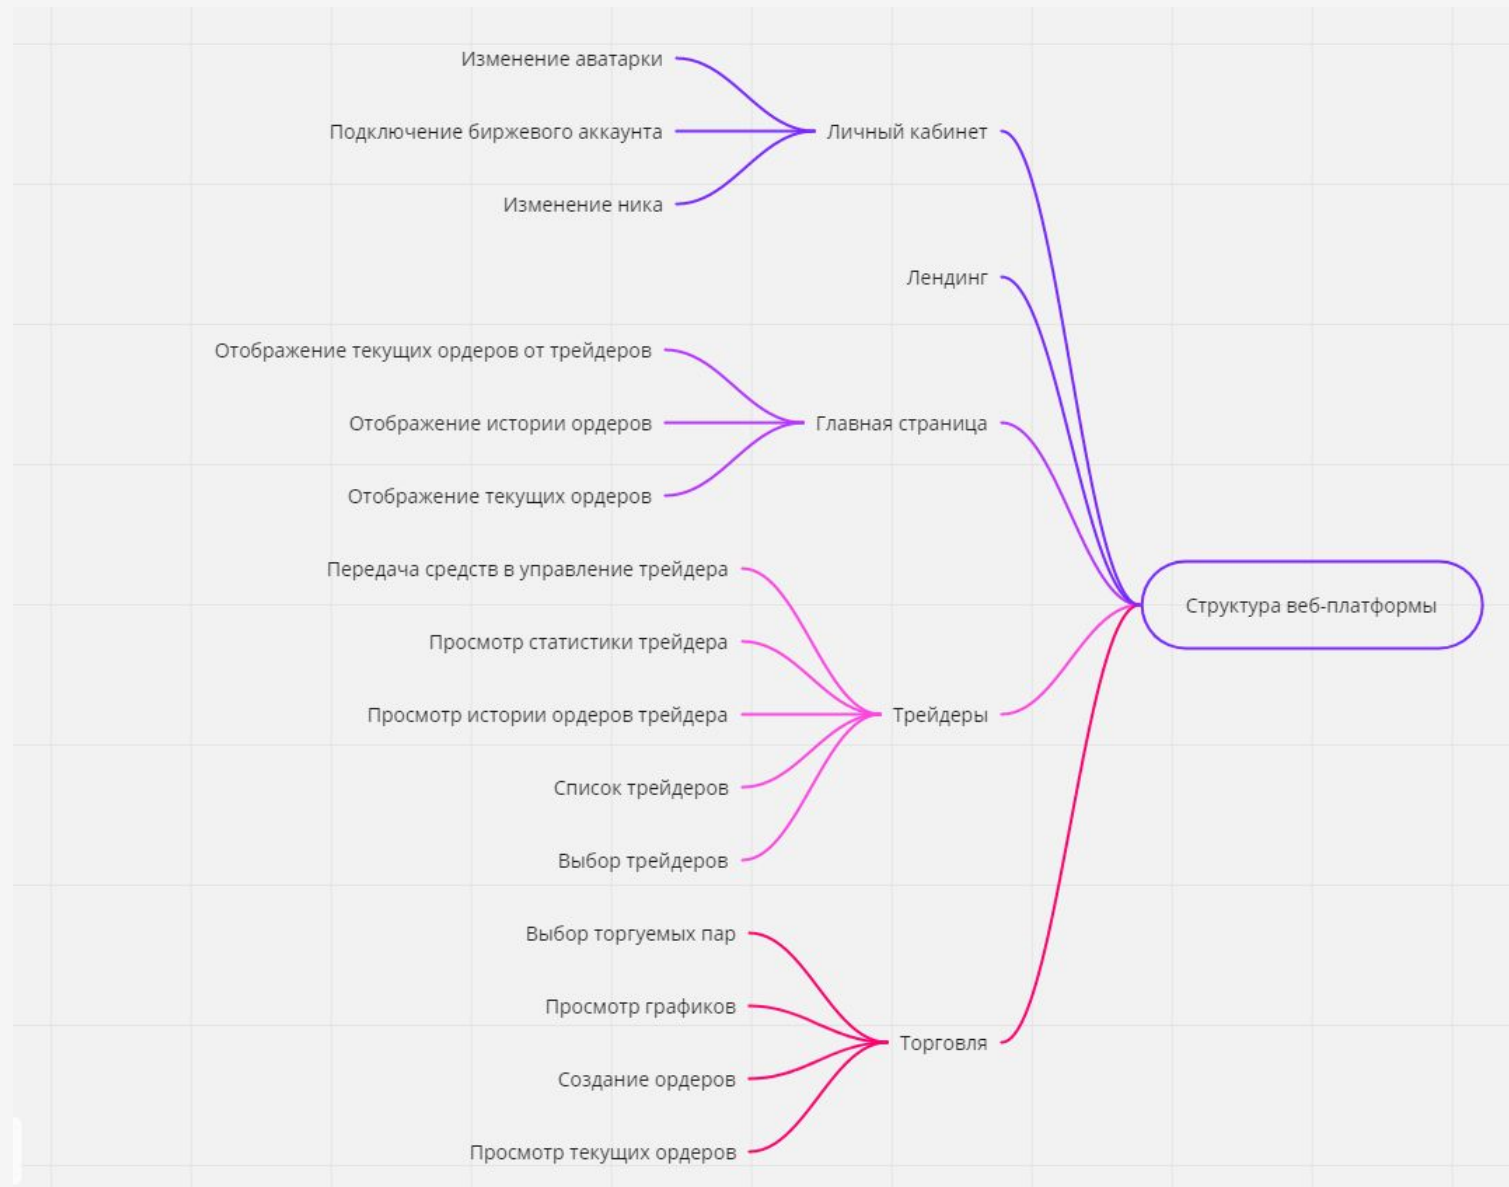 Изменение аватарки
Подключение биржевого аккаунта
Личный кабинет
Изменение ника
Лендинг
Отображение текущих ордеров от трейдеров
Отображение истории ордеров
Главная страница
Отображение текущих ордеров
Передача средств в управление трейдера
Структура веб-платформы
Просмотр статистики трейдера
Просмотр истории ордеров трейдера
Трейдеры
Список трейдеров
Выбор трейдеров
Выбор торгуемых пар
Просмотр графиков
Торговля
Создание ордеров
Просмотр текущих ордеров